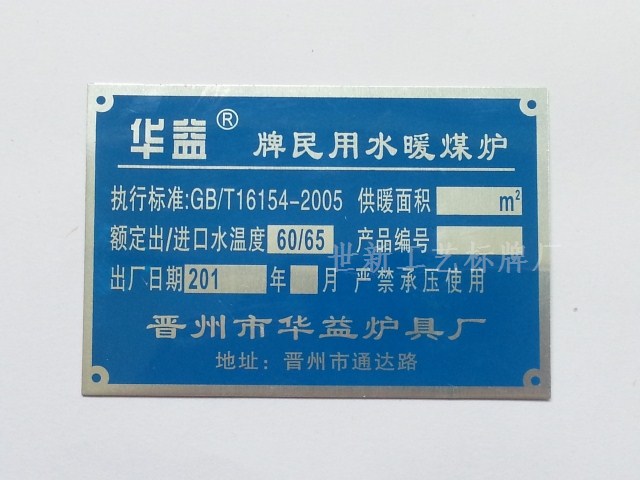 华益® 牌民用水暖煤炉
执行标准:GB/T16154-2005 供暖面积 m²
额定出/进口水温度 60/65 产品编号
出厂日期 201 年 月 严禁承压使用
晋州市华益炉具厂
地址：晋州市通达路
世新工艺标牌厂